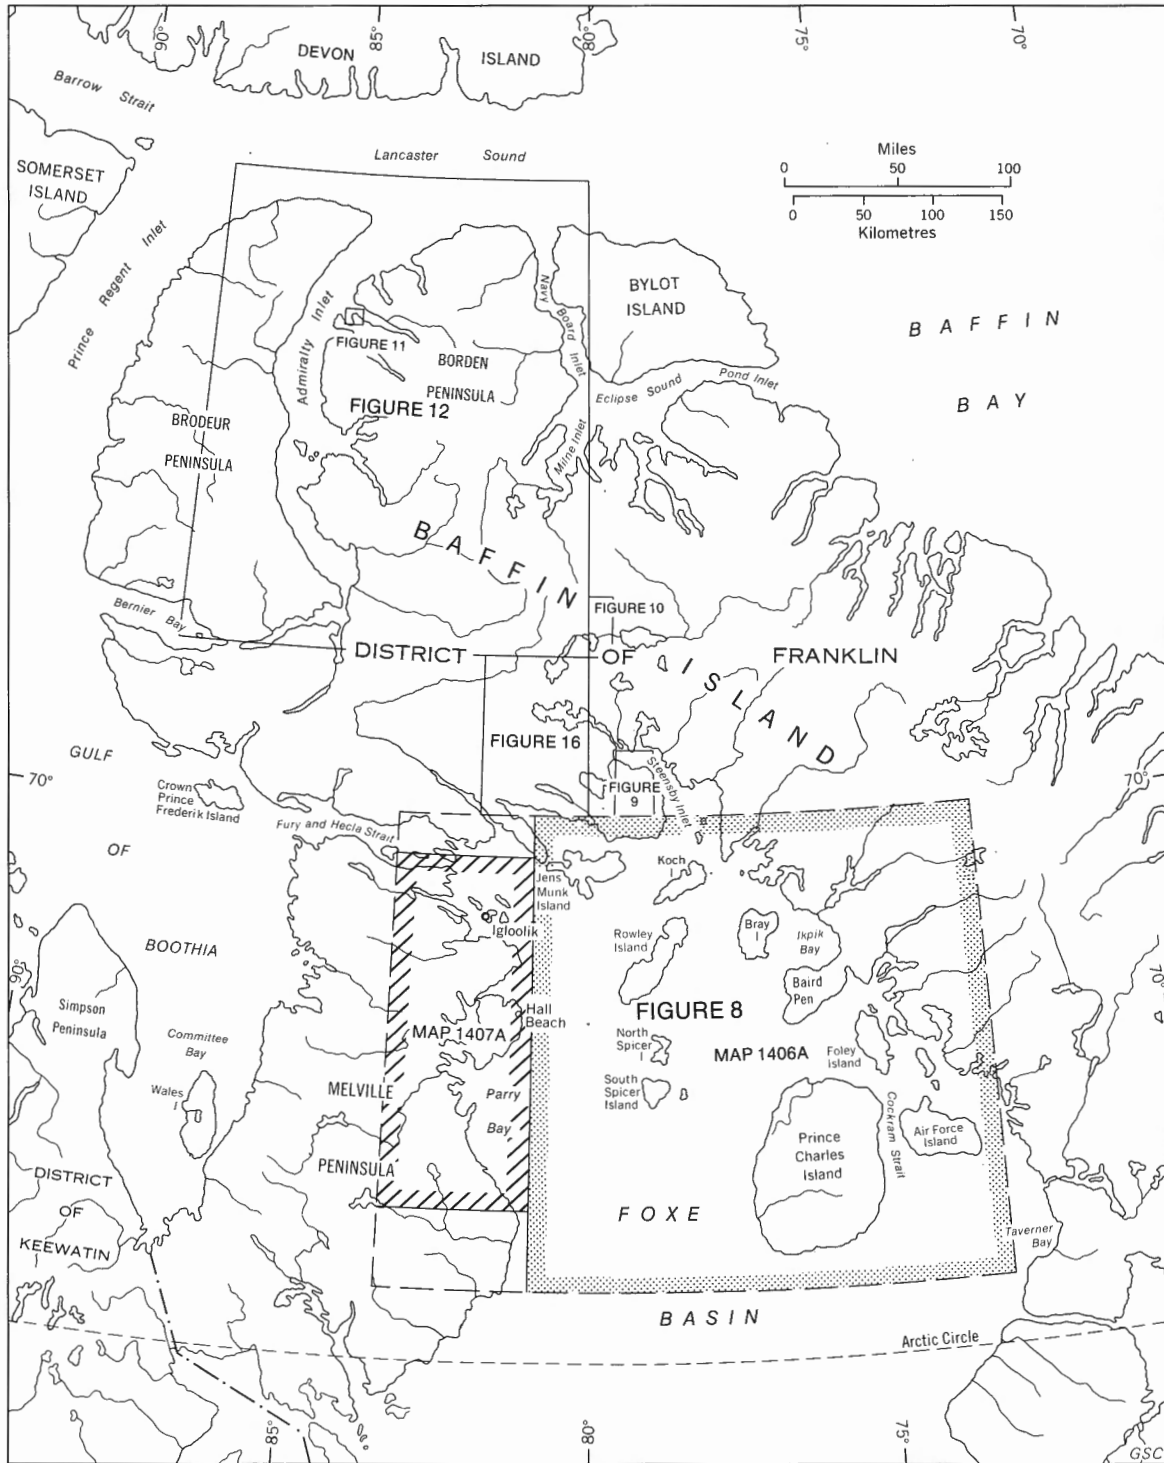 90°
85°
80°
75°
70°
DEVON
ISLAND
Barrow Strait
Lancaster Sound
SOMERSET
ISLAND
Miles
0 50 100
0 50 100 150
Kilometres
Prince Regent Inlet
Admiralty Inlet
Navy Board Inlet
BYLOT
ISLAND
BAFFIN
BAY
FIGURE 11
BORDEN
PENINSULA
FIGURE 12
Eclipse Sound
Pond Inlet
Milne Inlet
BRODEUR
PENINSULA
BAFFIN
ISLAND
Bernier Bay
FIGURE 10
DISTRICT
OF
FRANKLIN
FIGURE 16
GULF
OF
BOOTHIA
70°
70°
Crown
Prince
Frederik Island
Fury and Hecla Strait
FIGURE
9
Steensby Inlet
Jens
Munk
Island
Koch
I
Igloolik
Rowley
Island
Bray
I
Ikpik
Bay
Baird
Pen
90°
70°
Simpson
Peninsula
Committee
Bay
Wales
I
Hall
Beach
MAP 1407A
FIGURE 8
North
Spicer
I
MAP 1406A
Foley
Island
South
Spicer
Island
MELVILLE
PENINSULA
Parry
Bay
Cockram Strait
Air Force
Island
Prince
Charles
Island
DISTRICT
OF
KEEWATIN
FOXE
BASIN
Taverner
Bay
Arctic Circle
85°
80°
75°
GSC